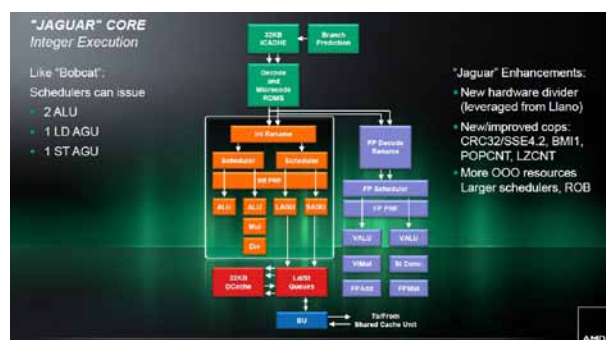 "JAGUAR" CORE
Integer Execution
Like "Bobcat":
Schedulers can issue
2 ALU
1 LD AGU
1 ST AGU
32KB
ICACHE
Branch
Prediction
Decode
and
Microcode
ROMS
Int Rename
Scheduler
Scheduler
Int PRF
ALU
ALU
LAGU
SAGU
Mul
Div
FP Decode
Rename
FP Scheduler
FP PRF
VALU
VALU
VIMul
St Conv.
FPAdd
FPMul
32KB
DCache
Ld/St
Queues
BU
To/From
Shared Cache Unit
"Jaguar" Enhancements:
New hardware divider
(leveraged from Llano)
New/improved cops:
CRC32/SSE4.2, BMI1,
POPCNT, LZCNT
More OOO resources
Larger schedulers, ROB
AMD